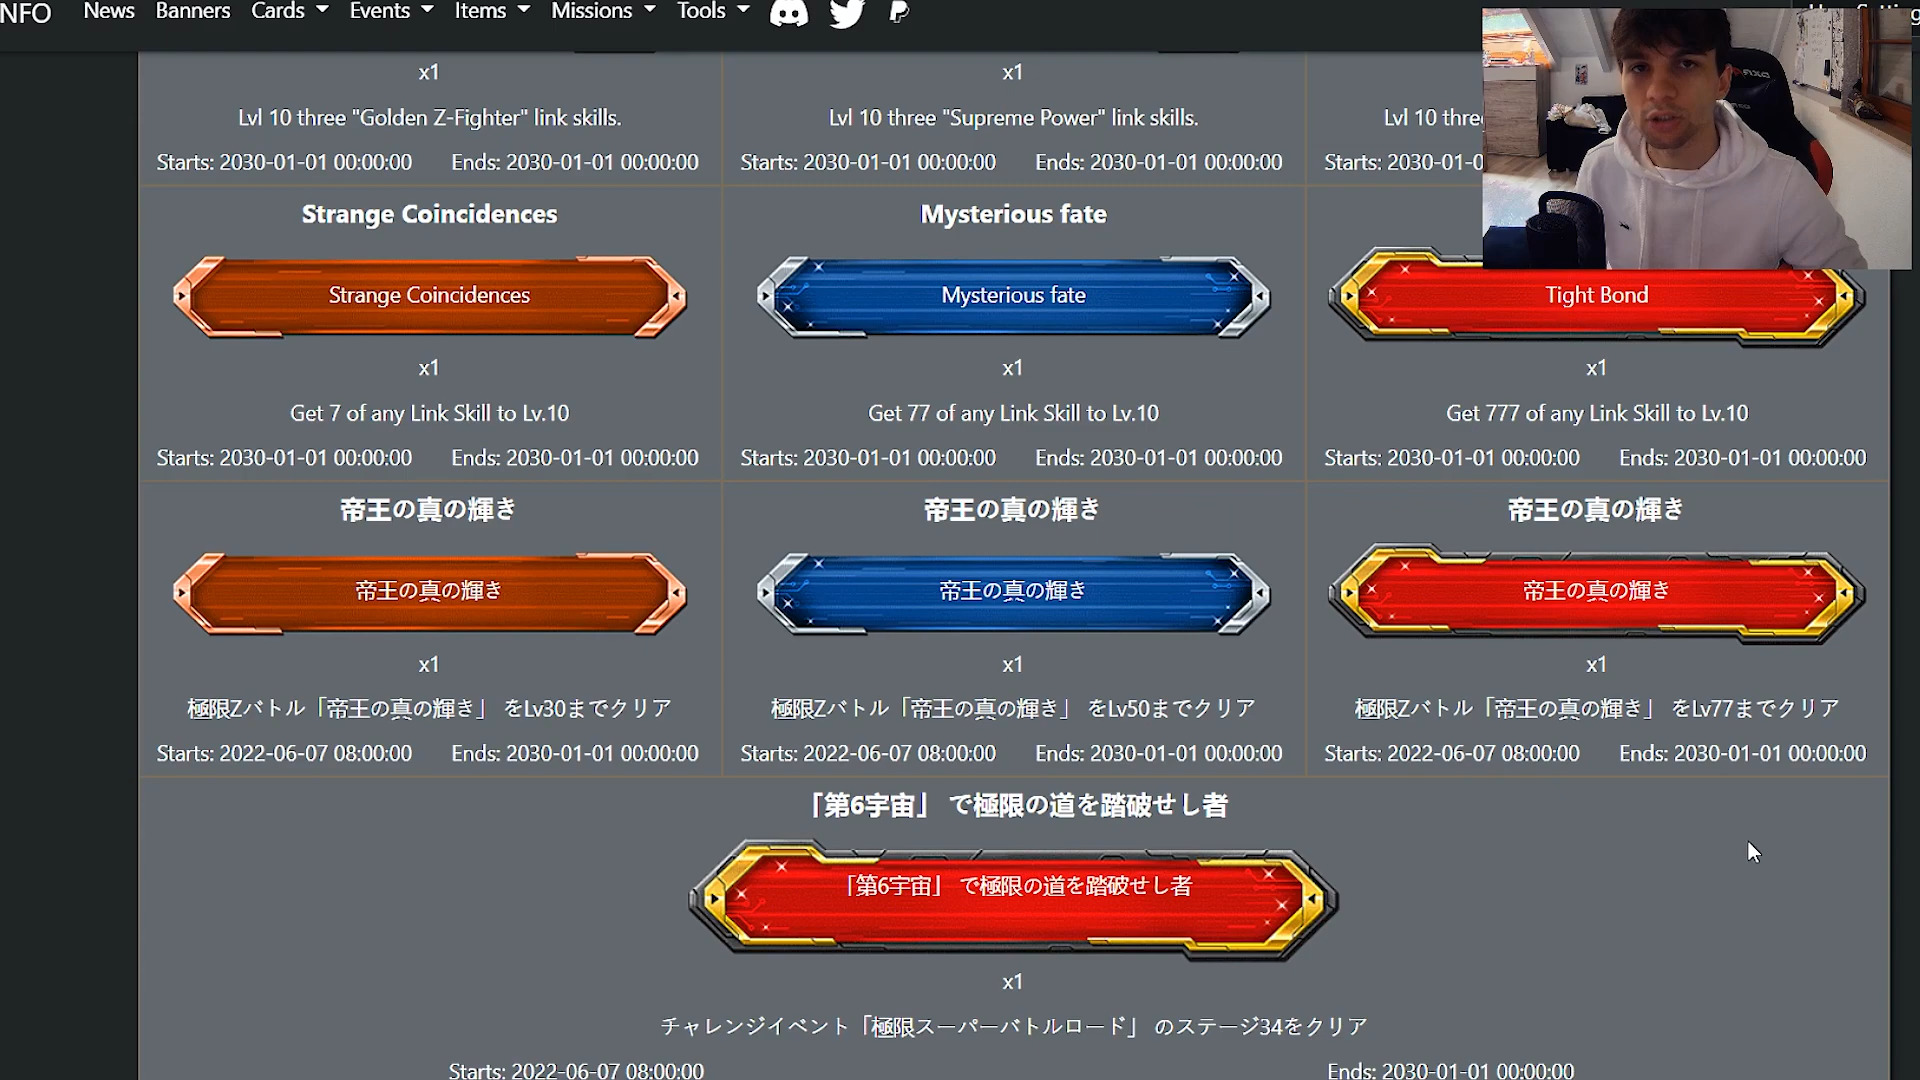 NFO News Banners Cards Events Items Missions Tools
x1 x1
Lvl 10 three "Golden Z-Fighter" link skills. Lvl 10 three "Supreme Power" link skills. Lvl 10 three
Starts: 2030-01-01 00:00:00 Ends: 2030-01-01 00:00:00 Starts: 2030-01-01 00:00:00 Ends: 2030-01-01 00:00:00 Starts: 2030-01-0
Strange Coincidences Mysterious fate
Strange Coincidences Mysterious fate Tight Bond
x1 x1 x1
Get 7 of any Link Skill to Lv.10 Get 77 of any Link Skill to Lv.10 Get 777 of any Link Skill to Lv.10
Starts: 2030-01-01 00:00:00 Ends: 2030-01-01 00:00:00 Starts: 2030-01-01 00:00:00 Ends: 2030-01-01 00:00:00 Starts: 2030-01-01 00:00:00 Ends: 2030-01-01 00:00:00
帝王の真の輝き 帝王の真の輝き 帝王の真の輝き
帝王の真の輝き 帝王の真の輝き 帝王の真の輝き
x1 x1 x1
極限Zバトル「帝王の真の輝き」 をLv30までクリア 極限Zバトル「帝王の真の輝き」 をLv50までクリア 極限Zバトル「帝王の真の輝き」 をLv77までクリア
Starts: 2022-06-07 08:00:00 Ends: 2030-01-01 00:00:00 Starts: 2022-06-07 08:00:00 Ends: 2030-01-01 00:00:00 Starts: 2022-06-07 08:00:00 Ends: 2030-01-01 00:00:00
「第6宇宙」 で極限の道を踏破せし者
「第6宇宙」 で極限の道を踏破せし者
x1
チャレンジイベント「極限スーパーバトルロード」 のステージ34をクリア
Starts: 2022-06-07 08:00:00 Ends: 2030-01-01 00:00:00